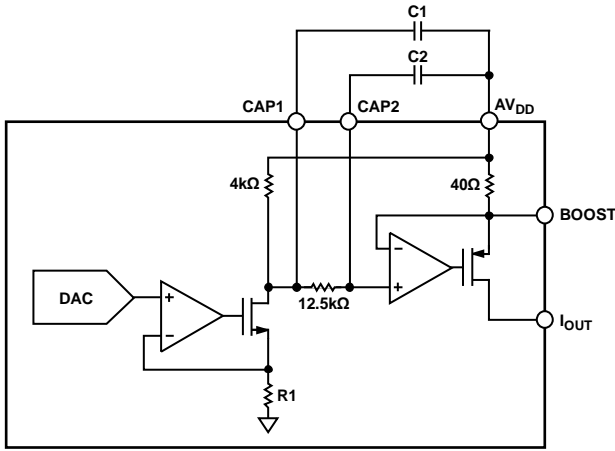 C1
C2
CAP1
CAP2
AVDD
4kΩ
40Ω
BOOST
DAC
+
−
12.5kΩ
−
+
IOUT
R1